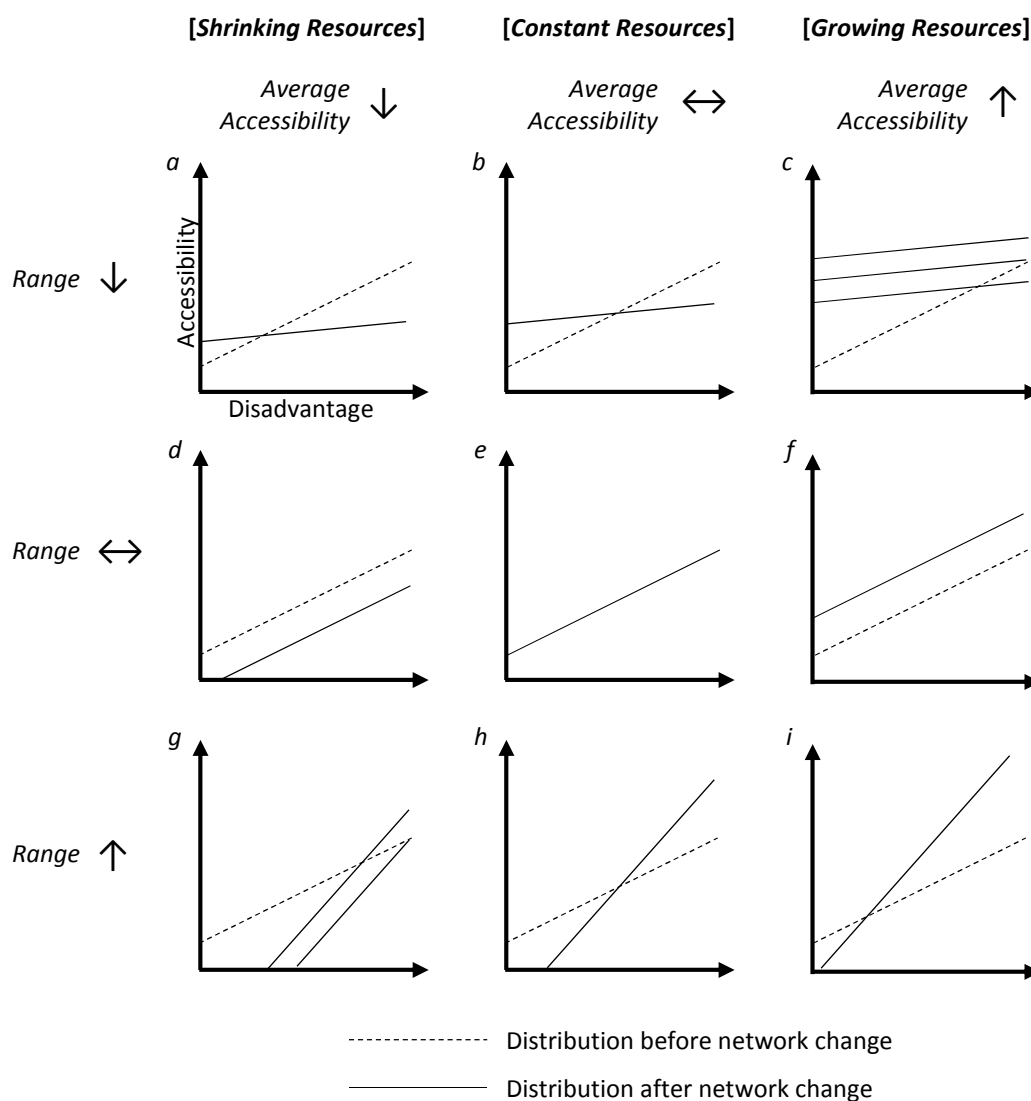 [Shrinking Resources]
[Constant Resources]
[Growing Resources]
Average
Accessibility ↓
Average
Accessibility ↔
Average
Accessibility ↑
a
b
c
Range ↓
Accessibility
Disadvantage
d
e
f
Range ↔
g
h
i
Range ↑
Distribution before network change
Distribution after network change